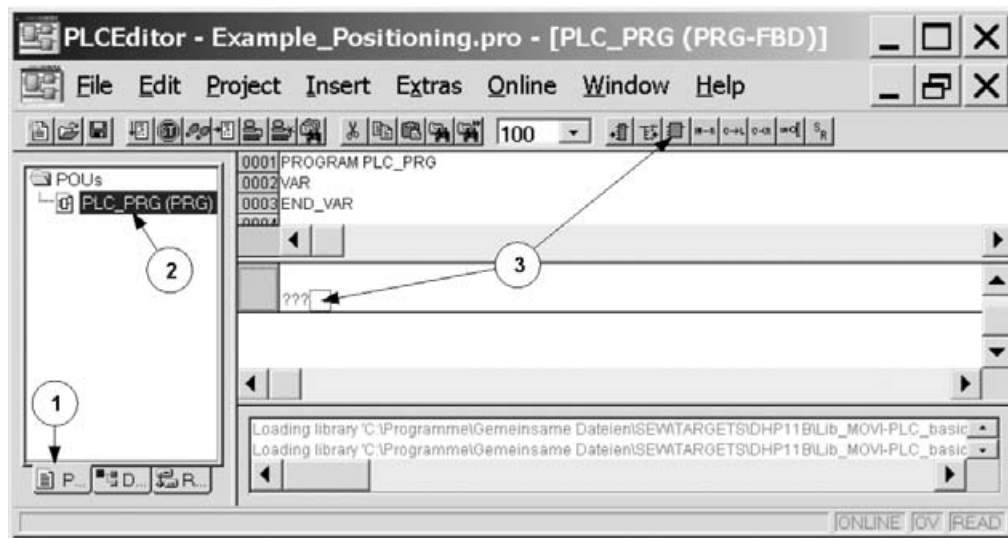 PLCEditor - Example_Positioning.pro - [PLC_PRG (PRG-FBD)]
File Edit Project Insert Extras Online Window Help
100
POUs
PLC_PRG (PRG)
0001 PROGRAM PLC_PRG
0002 VAR
0003 END_VAR
0004
2
3
???
1
Loading library 'C:\Programme\Gemeinsame Dateien\SEW\TARGETS\DHP11B\Lib_MOVI-PLC_basic
Loading library 'C:\Programme\Gemeinsame Dateien\SEW\TARGETS\DHP11B\Lib_MOVI-PLC_basic
P... D... R...
ONLINE OV READ